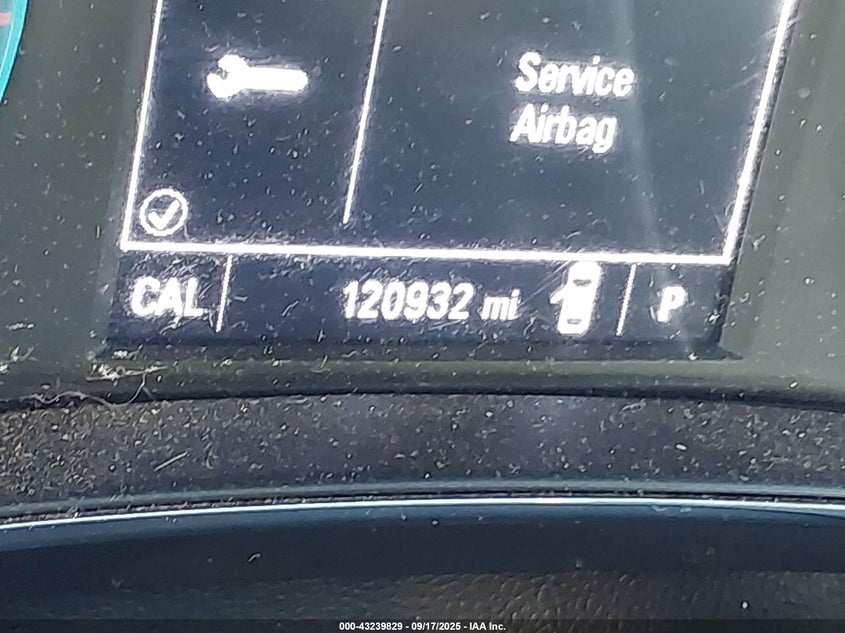 Service
Airbag
CAL 120932 mi P
000-43239829 - 09/17/2025 - IAA Inc.